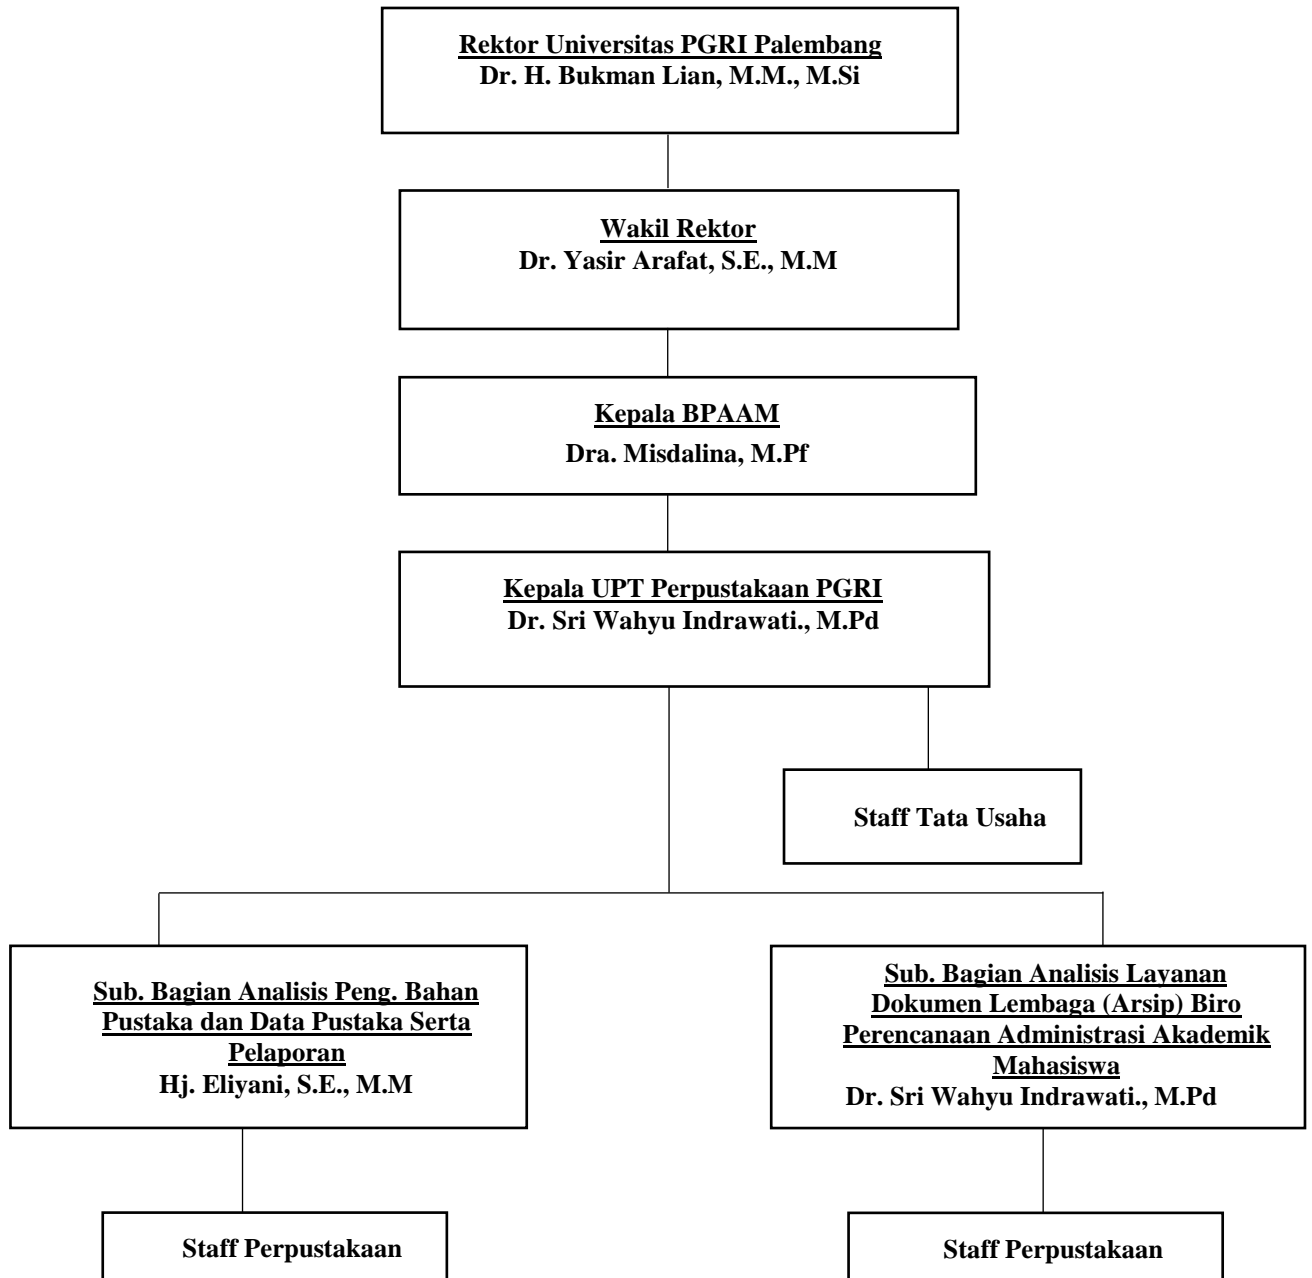 Rektor Universitas PGRI Palembang
Dr. H. Bukman Lian, M.M., M.Si
Wakil Rektor
Dr. Yasir Arafat, S.E., M.M
Kepala BPAAM
Dra. Misdalina, M.Pf
Kepala UPT Perpustakaan PGRI
Dr. Sri Wahyu Indrawati., M.Pd
Staff Tata Usaha
Sub. Bagian Analisis Peng. Bahan
Pustaka dan Data Pustaka Serta
Pelaporan
Hj. Eliyani, S.E., M.M
Sub. Bagian Analisis Layanan
Dokumen Lembaga (Arsip) Biro
Perencanaan Administrasi Akademik
Mahasiswa
Dr. Sri Wahyu Indrawati., M.Pd
Staff Perpustakaan
Staff Perpustakaan